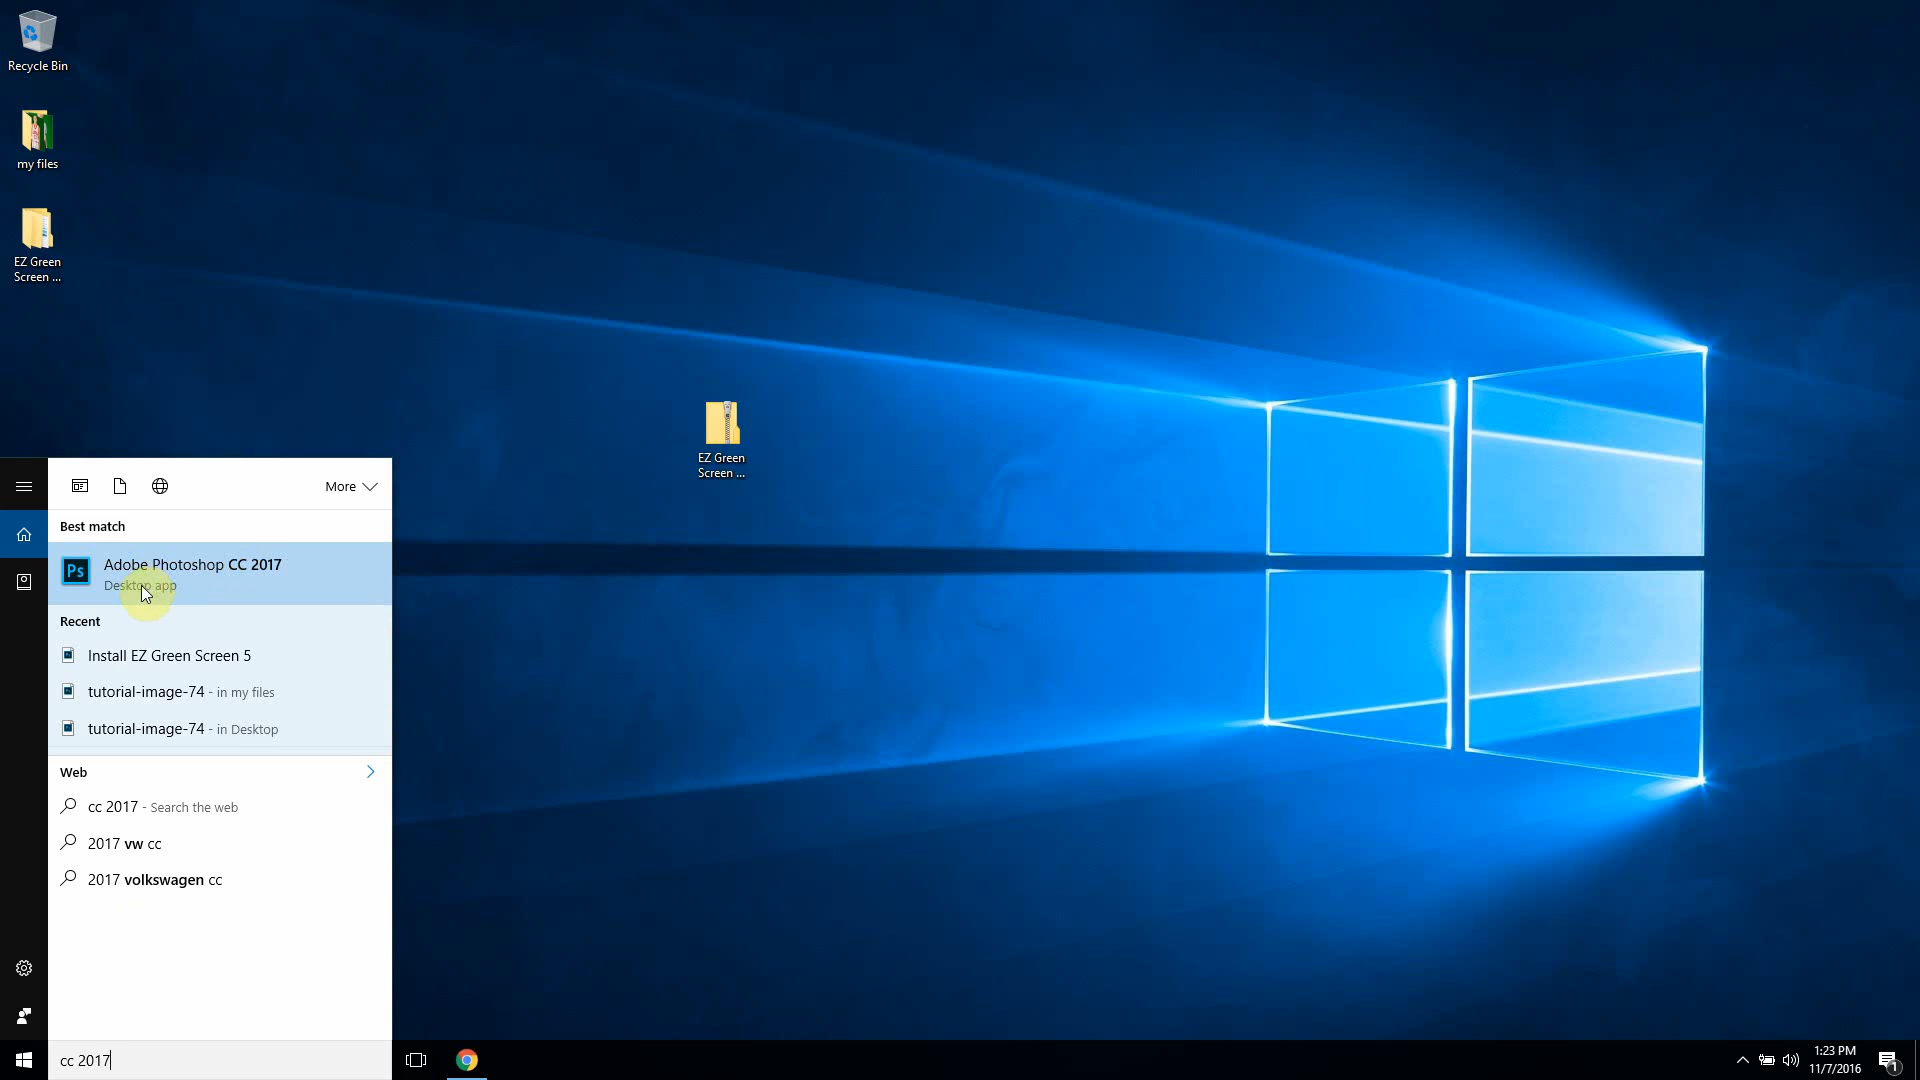 Recycle Bin
my files
EZ Green
Screen ...
EZ Green
Screen ...
More
Best match
Ps
Adobe Photoshop CC 2017
Desktop app
Recent
Install EZ Green Screen 5
tutorial-image-74 - in my files
tutorial-image-74 - in Desktop
Web
cc 2017 - Search the web
2017 vw cc
2017 volkswagen cc
cc 2017
1:23 PM
11/7/2016
1